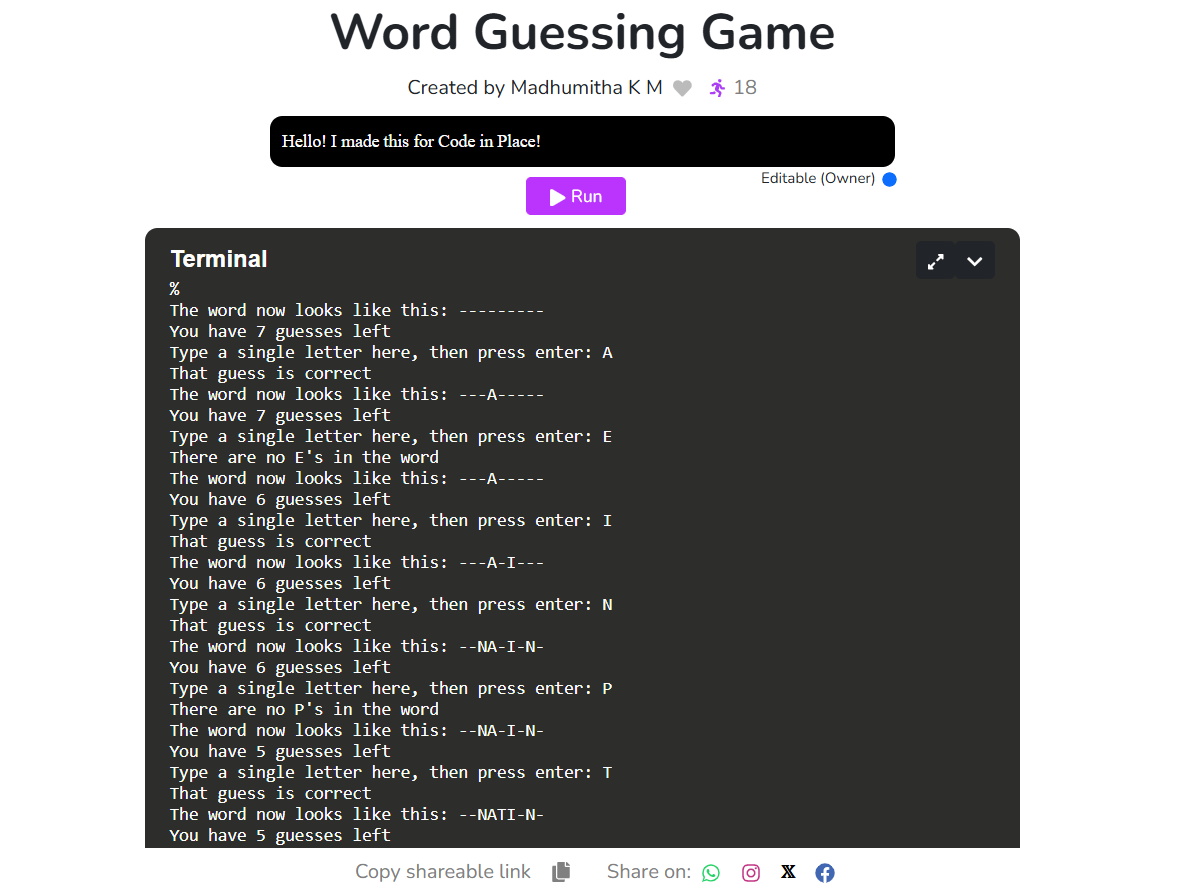 Word Guessing Game
Created by Madhumitha K M 18
Hello! I made this for Code in Place!
Editable (Owner)
Run
Terminal
%
The word now looks like this: ---------
You have 7 guesses left
Type a single letter here, then press enter: A
That guess is correct
The word now looks like this: ---A-----
You have 7 guesses left
Type a single letter here, then press enter: E
There are no E's in the word
The word now looks like this: ---A-----
You have 6 guesses left
Type a single letter here, then press enter: I
That guess is correct
The word now looks like this: ---A-I---
You have 6 guesses left
Type a single letter here, then press enter: N
That guess is correct
The word now looks like this: --NA-I-N-
You have 6 guesses left
Type a single letter here, then press enter: P
There are no P's in the word
The word now looks like this: --NA-I-N-
You have 5 guesses left
Type a single letter here, then press enter: T
That guess is correct
The word now looks like this: --NATI-N-
You have 5 guesses left
Copy shareable link Share on: